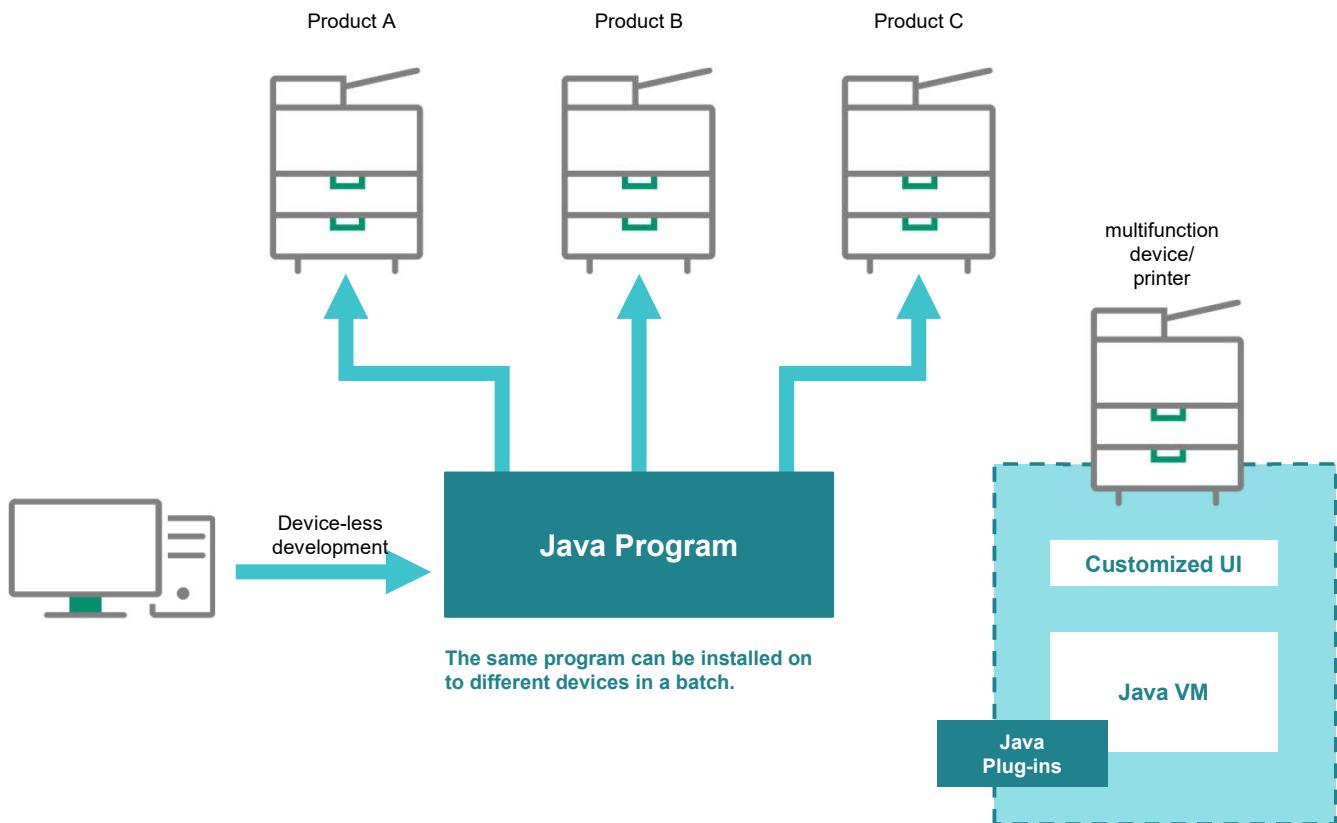 Product A
Product B
Product C
multifunction
device/
printer
Device-less
development
Java Program
Customized UI
The same program can be installed on
to different devices in a batch.
Java VM
Java
Plug-ins